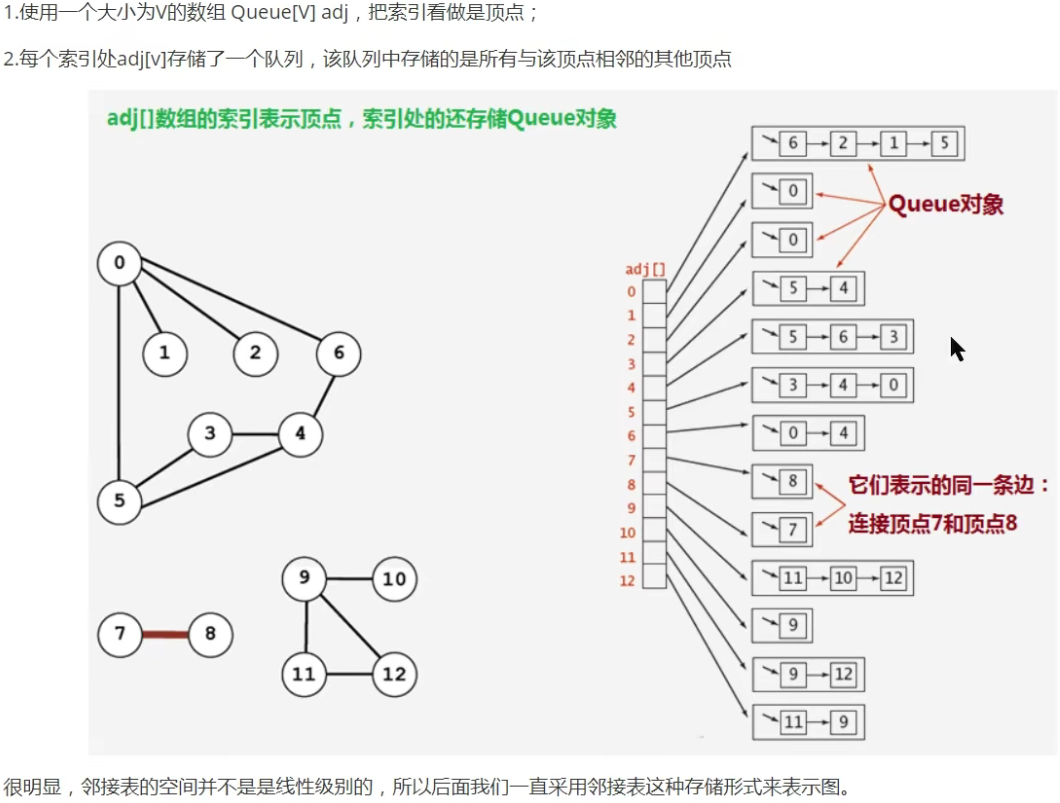 1.使用一个大小为V的数组 Queue[V] adj，把索引看做是顶点；
2.每个索引处adj[v]存储了一个队列，该队列中存储的是所有与该顶点相邻的其他顶点
adj[]数组的索引表示顶点，索引处的还存储Queue对象
0
1
2
6
3
4
5
7
8
9
10
11
12
adj[]
0
1
2
3
4
5
6
7
8
9
10
11
12
6 2 1 5
0
0
5 4
5 6 3
3 4 0
0 4
8
7
11 10 12
9
9 12
11 9
Queue对象
它们表示的同一条边：
连接顶点7和顶点8
很明显，邻接表的空间并不是是线性级别的，所以后面我们一直采用邻接表这种存储形式来表示图。